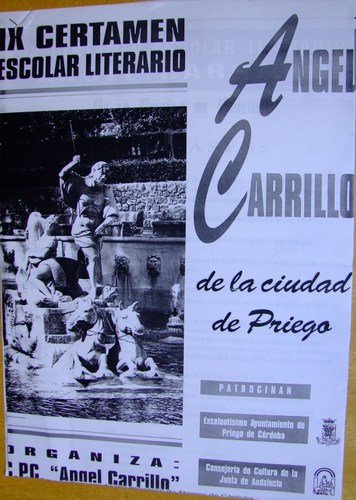 IX CERTAMEN
ESCOLAR LITERARIO
ANGEL
CARRILLO
de la ciudad
de Priego
PATROCINAN
Excelentísimo Ayuntamiento de
Priego de Córdoba
Consejería de Cultura de la
Junta de Andalucía
ORGANIZA:
C.P.C. "Angel Carrillo"